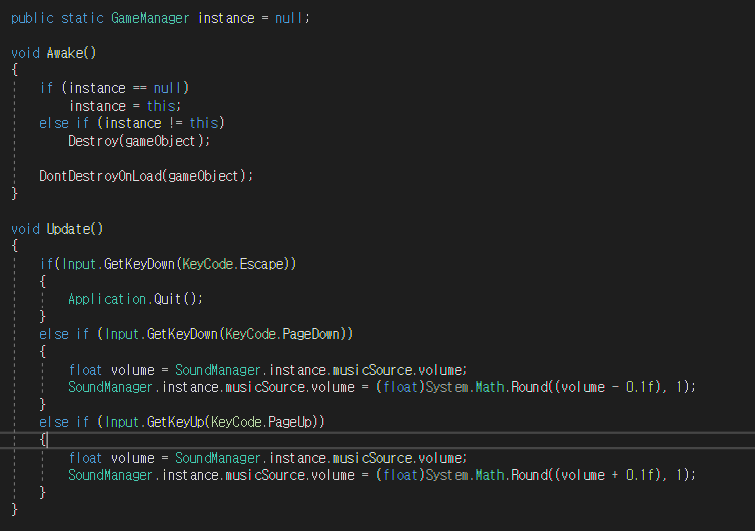 public static GameManager instance = null;
void Awake()
{
if (instance == null)
instance = this;
else if (instance != this)
Destroy(gameObject);
DontDestroyOnLoad(gameObject);
}
void Update()
{
if(Input.GetKeyDown(KeyCode.Escape))
{
Application.Quit();
}
else if (Input.GetKeyDown(KeyCode.PageDown))
{
float volume = SoundManager.instance.musicSource.volume;
SoundManager.instance.musicSource.volume = (float)System.Math.Round((volume - 0.1f), 1);
}
else if (Input.GetKeyUp(KeyCode.PageUp))
{
float volume = SoundManager.instance.musicSource.volume;
SoundManager.instance.musicSource.volume = (float)System.Math.Round((volume + 0.1f), 1);
}
}